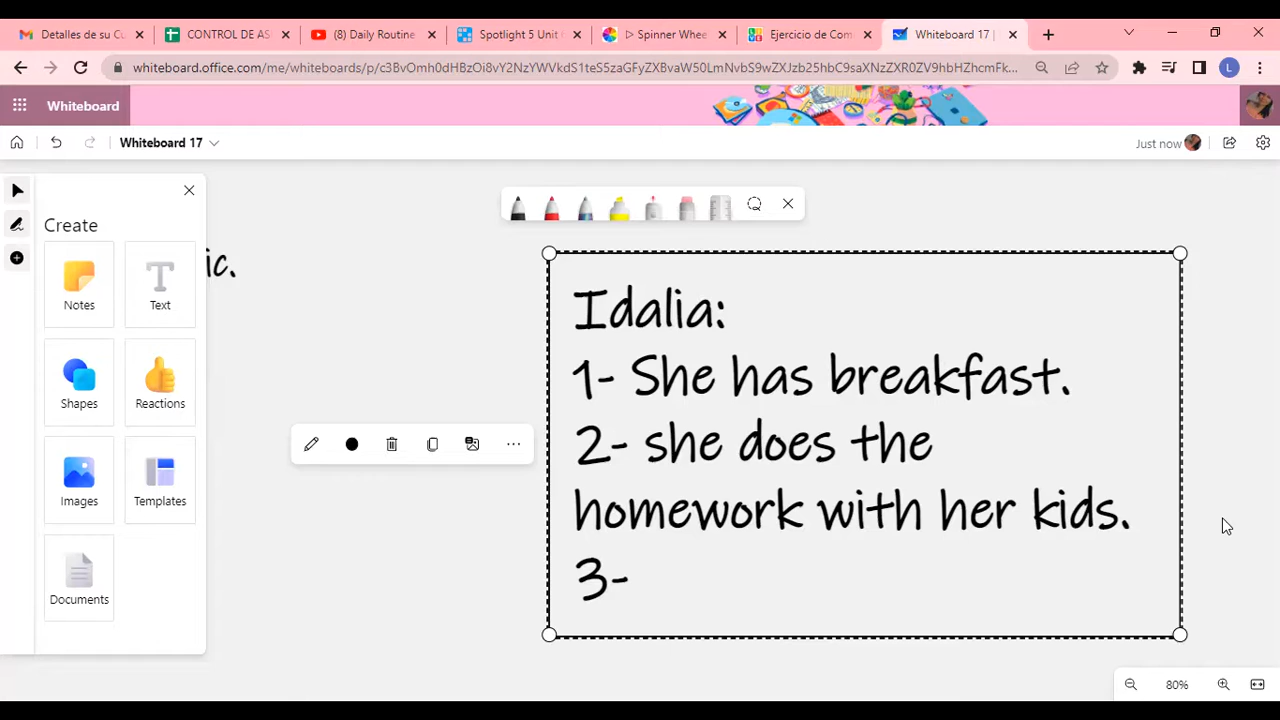 Detalles de su Cu
CONTROL DE AS
(8) Daily Routine
Spotlight 5 Unit
Spinner Whee
Ejercicio de Com
Whiteboard 17 |
whiteboard.office.com/me/whiteboards/p/c3BvOmh0dHBzOi8vY2NzYWVkdS1teS5zaGFyZXBvaW50LmNvbS9wZXJzb25hbC9saXNzZXR0ZV9hbHZhcmFk...
L
Whiteboard
Whiteboard 17
Just now
Create
Notes
Text
Shapes
Reactions
Images
Templates
Documents
ic.
Idalia:
1- She has breakfast.
2- she does the
homework with her kids.
3-
80%